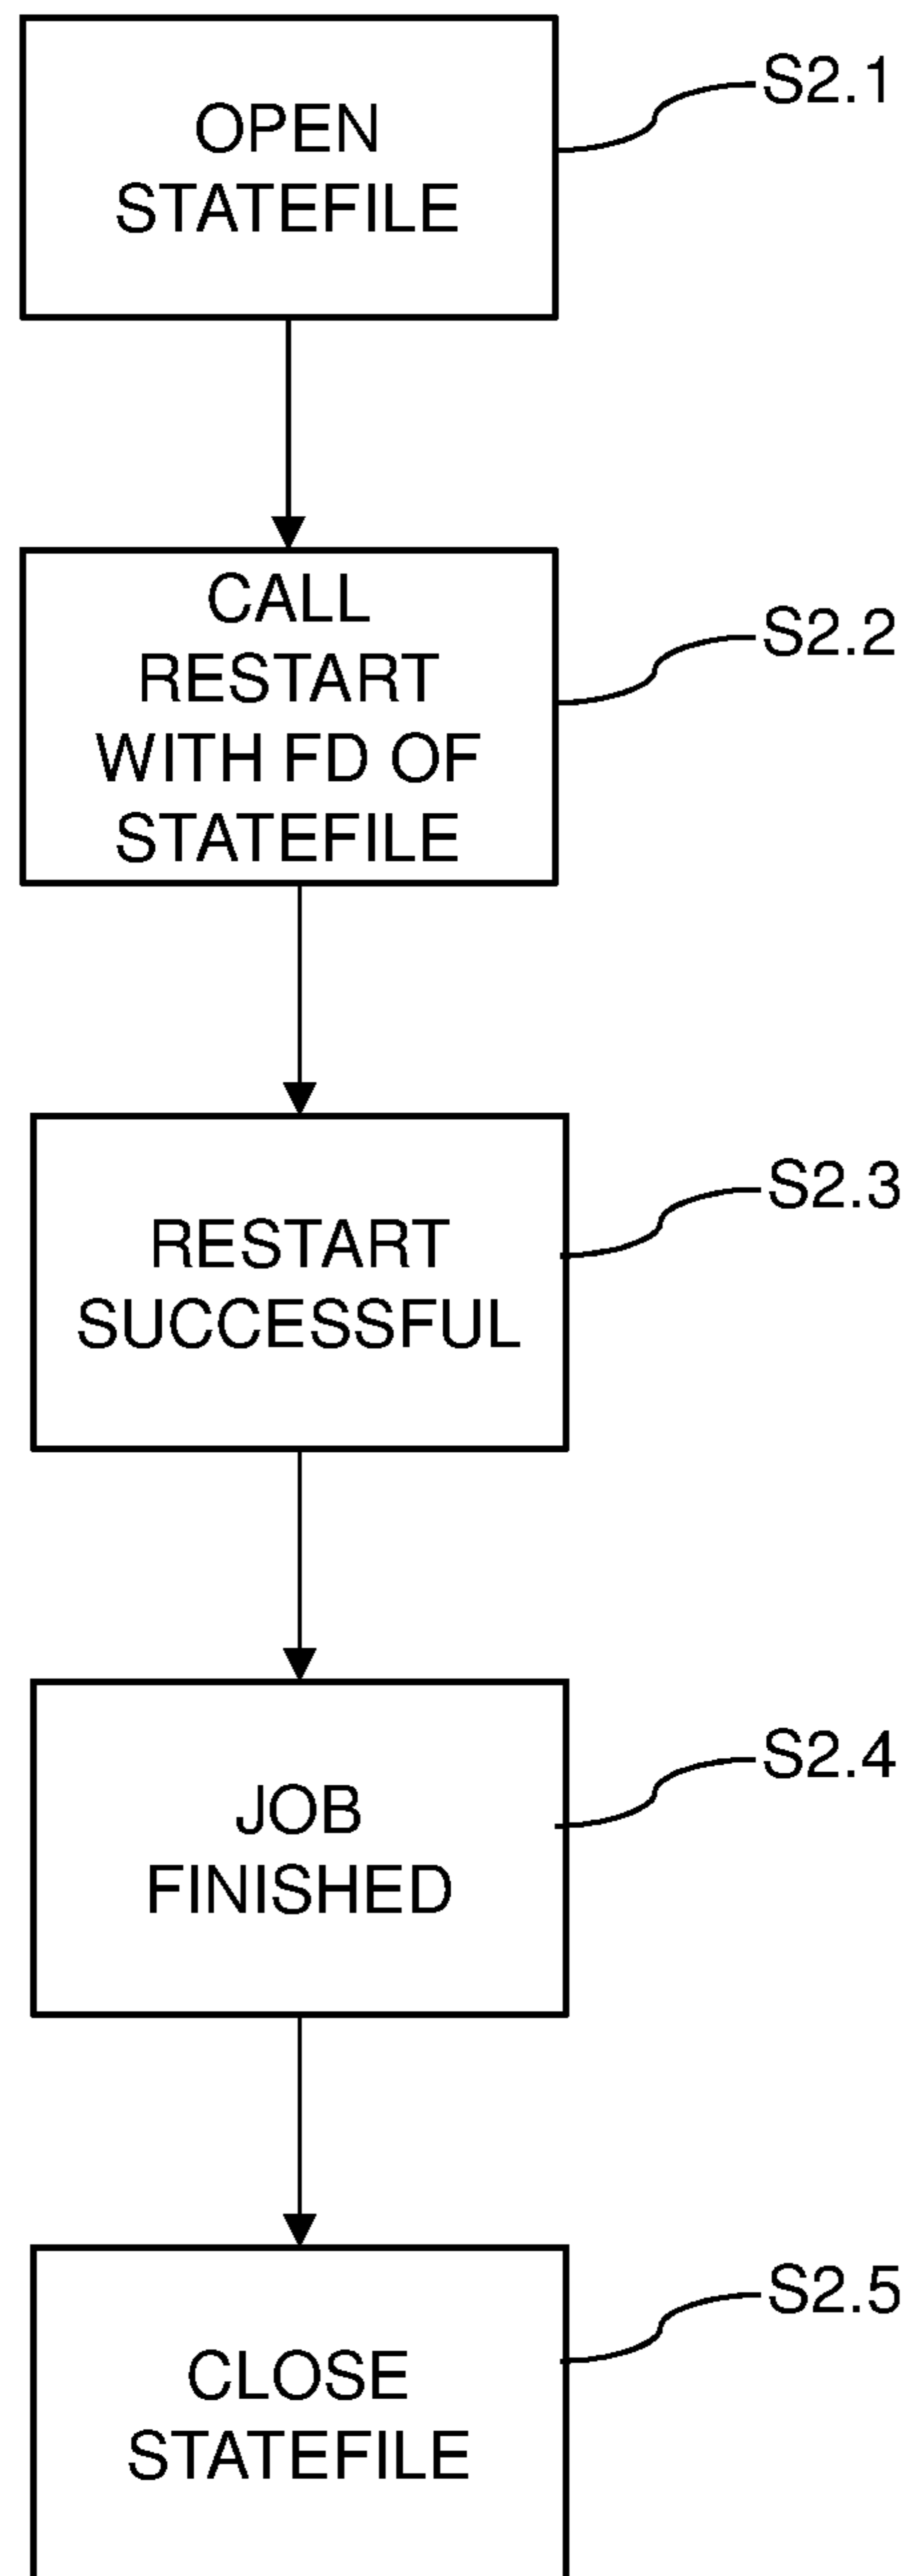 OPEN
STATEFILE
S2.1
CALL
RESTART
WITH FD OF
STATEFILE
S2.2
RESTART
SUCCESSFUL
S2.3
JOB
FINISHED
S2.4
CLOSE
STATEFILE
S2.5